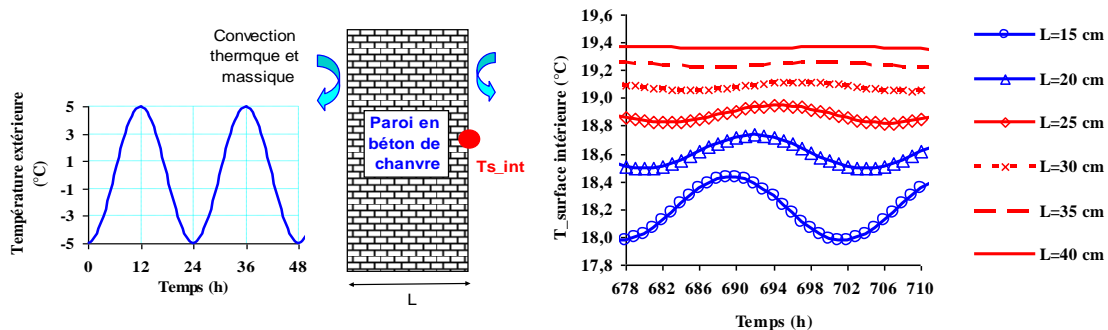 Convection
thermque et
massique
Température extérieure
(°C)
5
3
1
-1
-3
-5
0 12 24 36 48
Temps (h)
Paroi en
béton de
chanvre
Ts_int
L
T_surface intérieure (°C)
19,6
19,4
19,2
19,0
18,8
18,6
18,4
18,2
18,0
17,8
678 682 686 690 694 698 702 706 710
Temps (h)
L=15 cm
L=20 cm
L=25 cm
L=30 cm
L=35 cm
L=40 cm